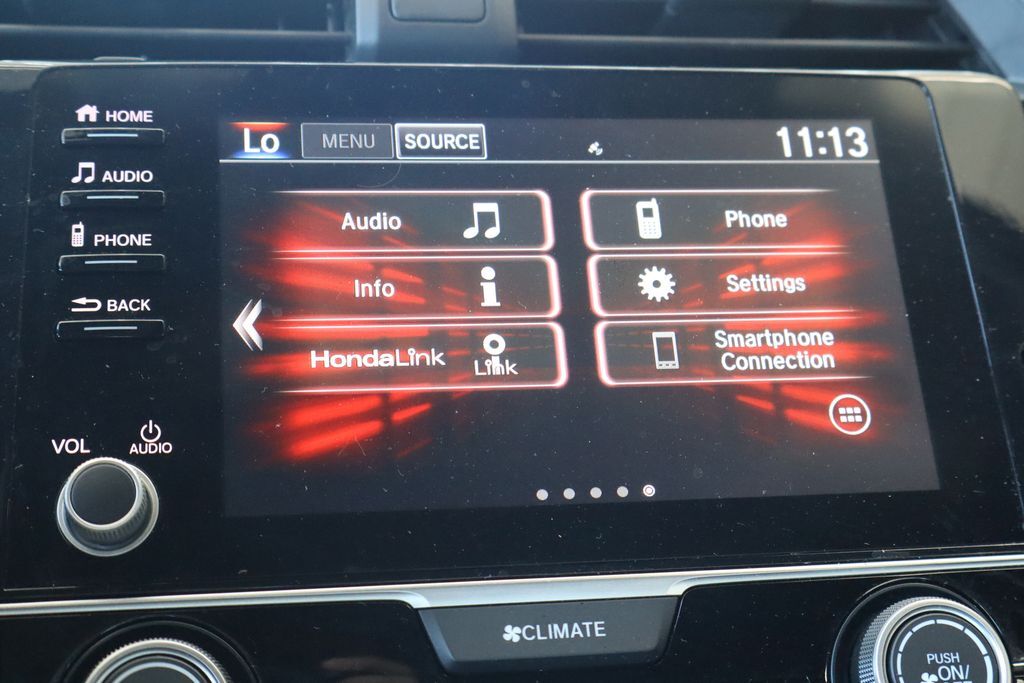 HOME
AUDIO
PHONE
BACK
VOL
AUDIO
Lo MENU SOURCE 11:13
Audio
Phone
Info
Settings
HondaLink
Link
Smartphone
Connection
CLIMATE
PUSH
ON/